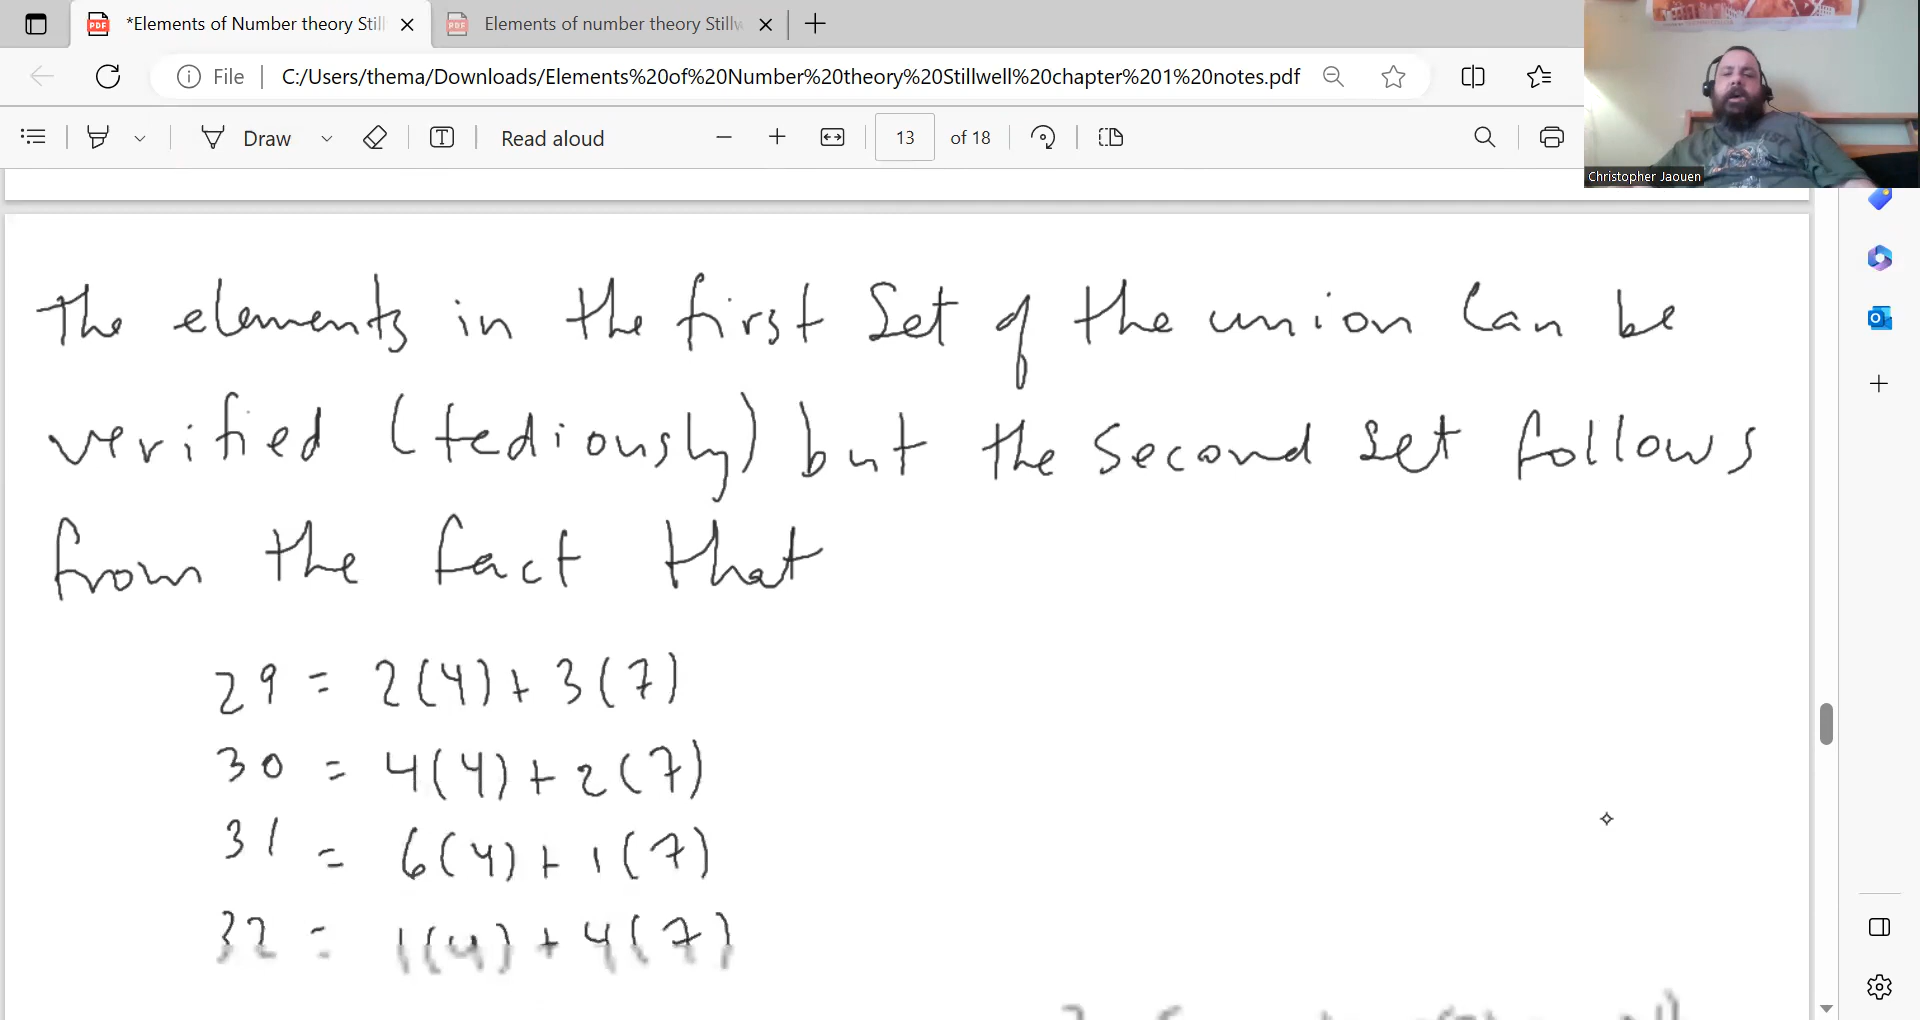 *Elements of Number theory Still
Elements of number theory Stillw
File
C:/Users/thema/Downloads/Elements%20of%20Number%20theory%20Stillwell%20chapter%201%20notes.pdf
Draw
Read aloud
13
of 18
Christopher Jaouen
The elements in the first set of the union can be
verified (tediously) but the second set follows
from the fact that
29 = 2(4) + 3(7)
30 = 4(4) + 2(7)
31 = 6(4) + 1(7)
32 = 1(4) + 4(7)